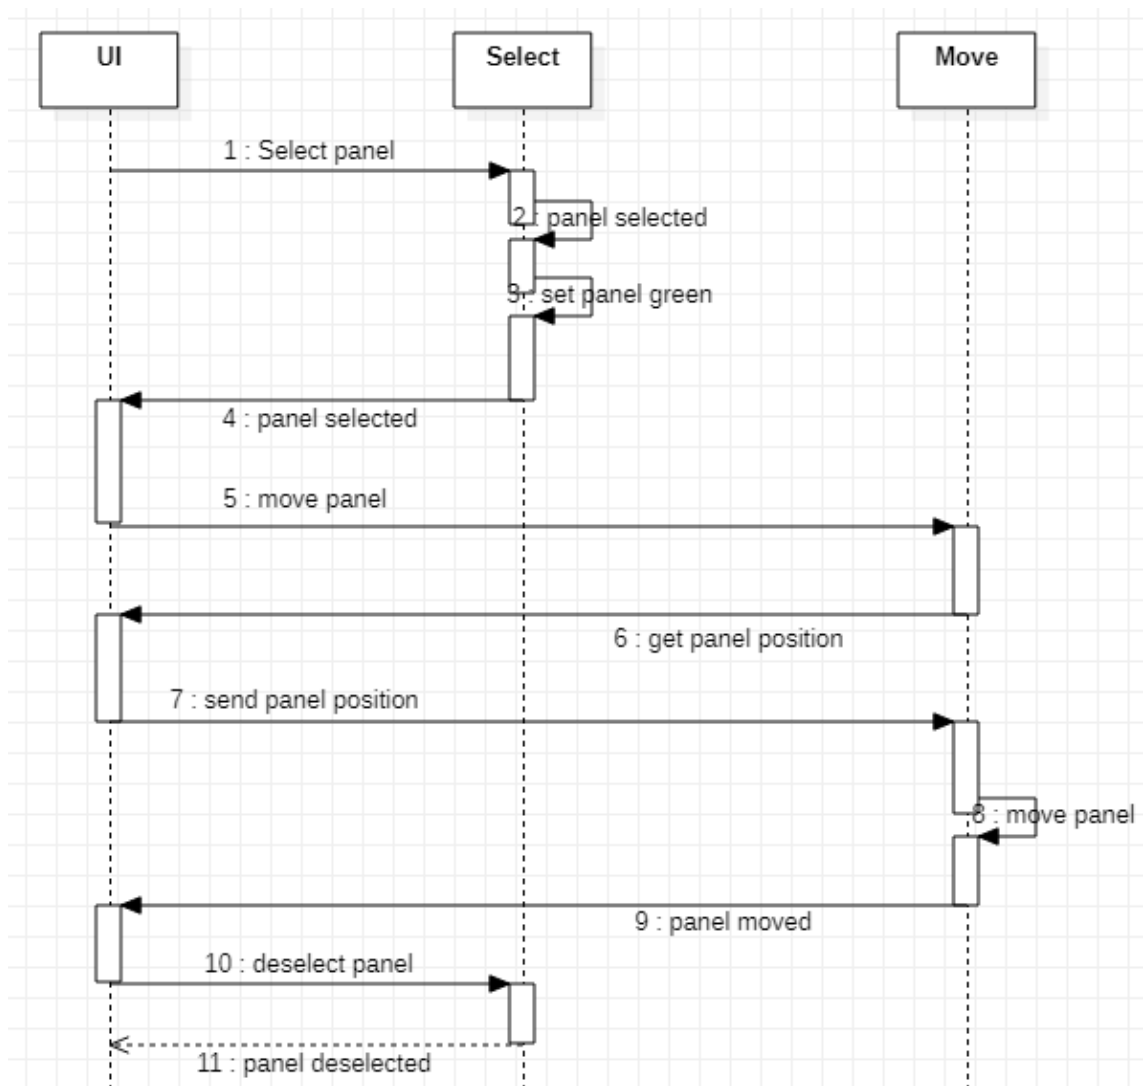 UI
Select
Move
1 : Select panel
2 : panel selected
3 : set panel green
4 : panel selected
5 : move panel
6 : get panel position
7 : send panel position
8 : move panel
9 : panel moved
10 : deselect panel
11 : panel deselected